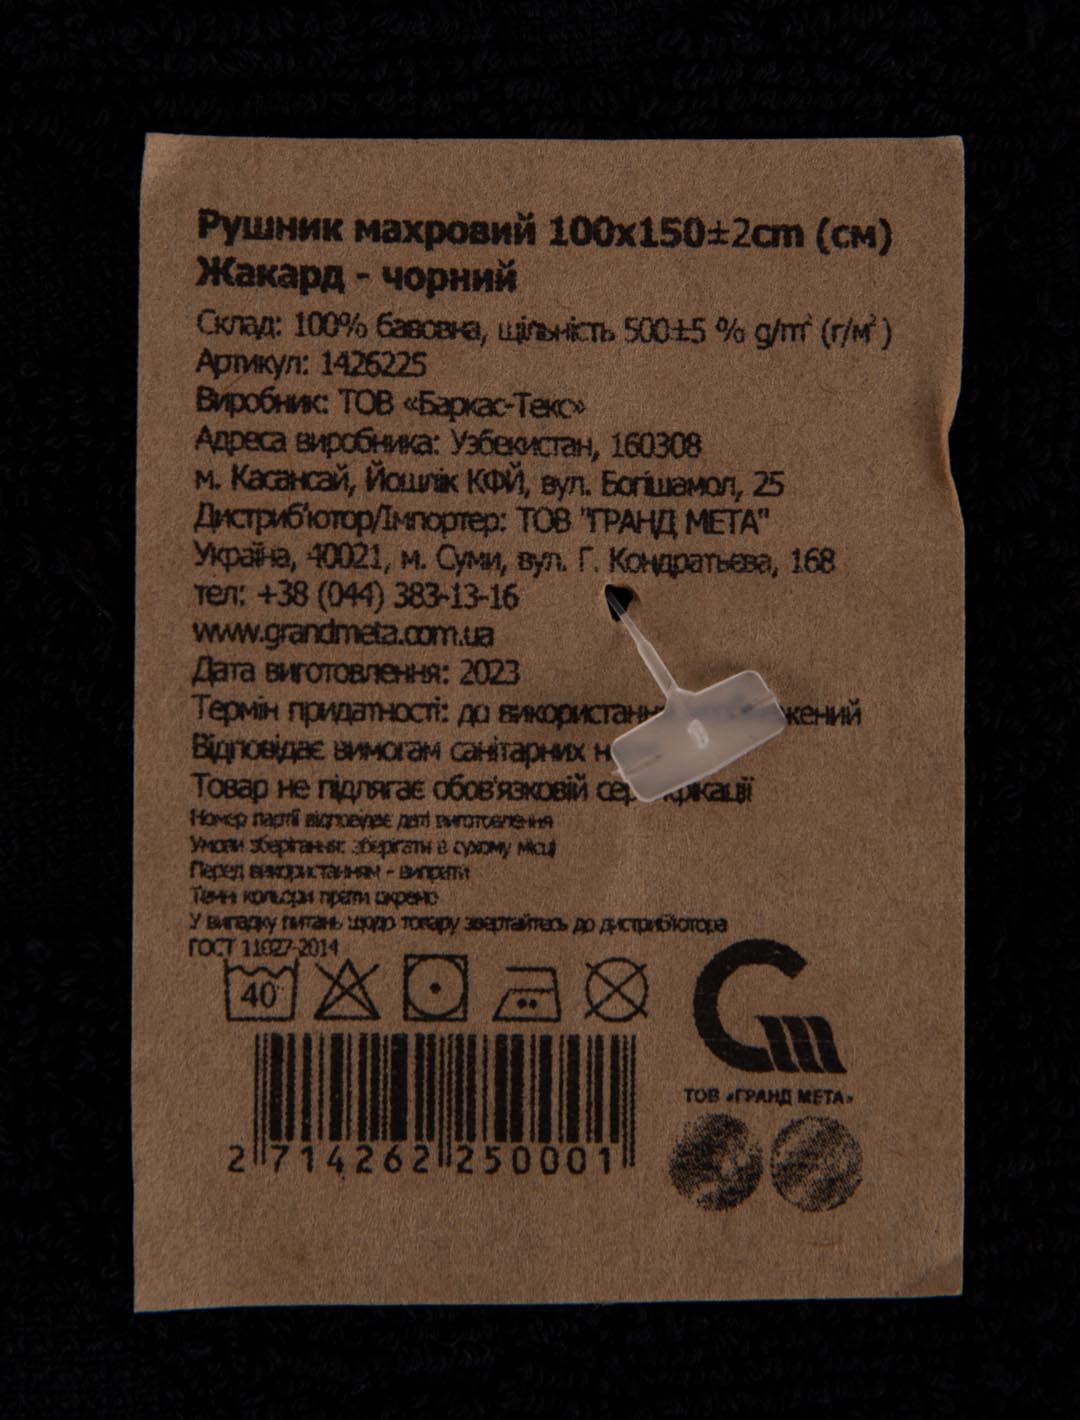 Рушник махровий 100x150±2cm (см)
Жакард - чорний
Склад: 100% бавовна, щільність 500±5 % g/m² (г/м²)
Артикул: 1426225
Виробник: ТОВ «Баркас-Текс»
Адреса виробника: Узбекистан, 160308
м. Касансай, Йошлік КФЙ, вул. Богішамол, 25
Дистриб'ютор/Імпортер: ТОВ "ГРАНД МЕТА"
Україна, 40021, м. Суми, вул. Г. Кондратьєва, 168
тел: +38 (044) 383-13-16
www.grandmeta.com.ua
Дата виготовлення: 2023
Термін придатності: до
Відповідає вимогам санітарних
Товар не підлягає обов'язковій сертифікації
Номер партії відповідає даті виготовлення
Умови зберігання: зберігати в сухому місці
Перед використанням - випрати
Темні кольори прати окремо
У випадку питань щодо товару звертайтесь до дистриб'ютора
ГОСТ 11027-2014
40
Gm
ТОВ «ГРАНД МЕТА»
2 714262 250001